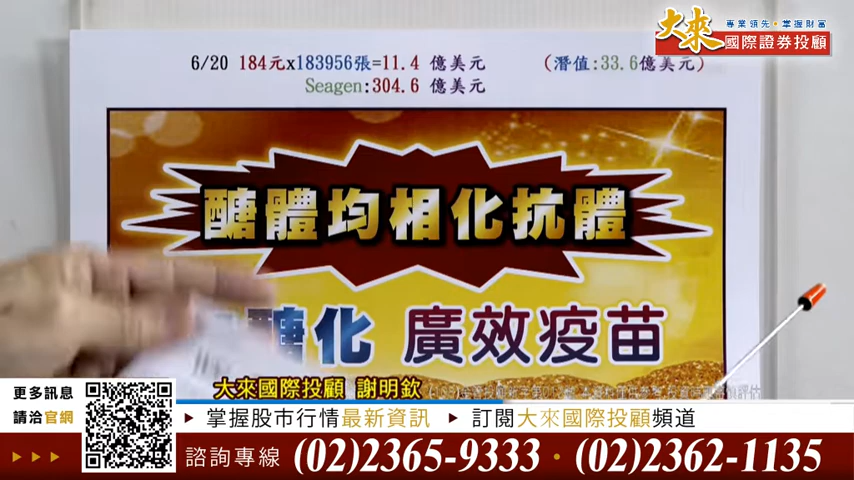 大來
專業領先•掌握財富
國際證券投顧
6/20 184元x183956張=11.4 億美元 (潛值:33.6億美元)
Seagen:304.6 億美元
醣體均相化抗體
醣化 廣效疫苗
大來國際投顧 謝明欽
更多訊息
請洽官網
掌握股市行情最新資訊 訂閱大來國際投顧頻道
諮詢專線 (02)2365-9333 · (02)2362-1135